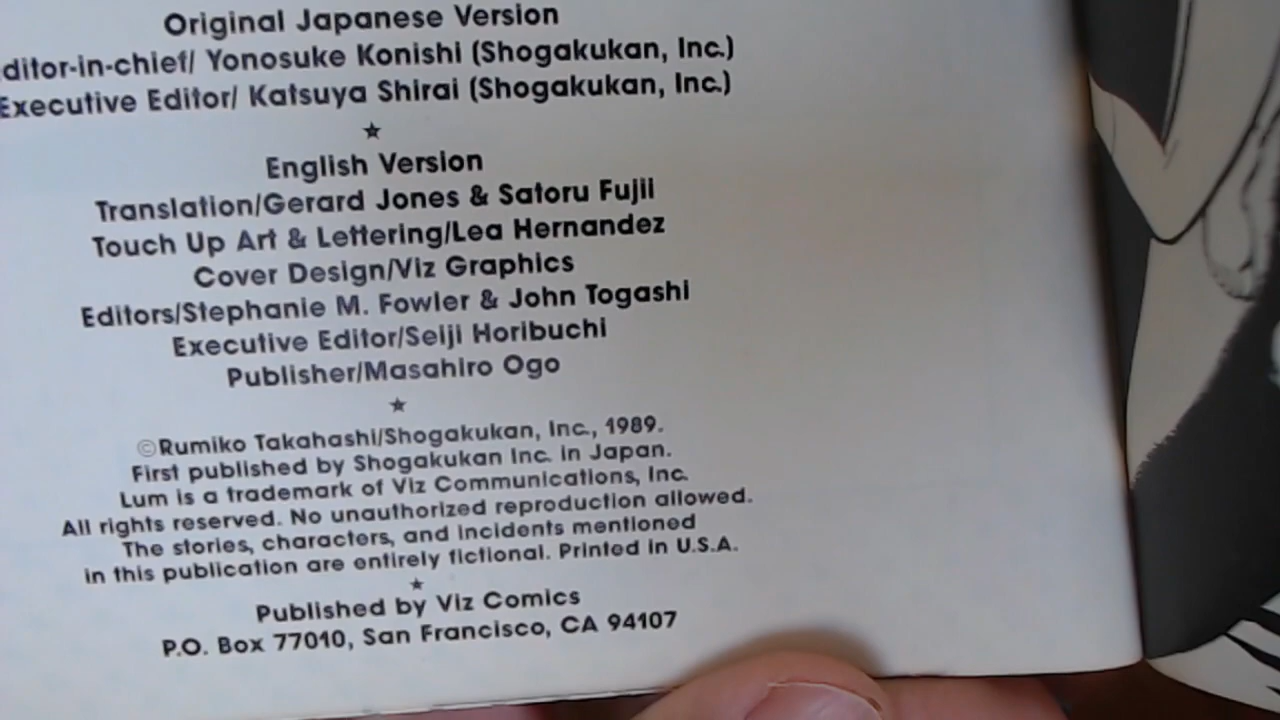 Original Japanese Version
ditor-in-chief/ Yonosuke Konishi (Shogakukan, Inc.)
Executive Editor/ Katsuya Shirai (Shogakukan, Inc.)
★
English Version
Translation/Gerard Jones & Satoru Fujii
Touch Up Art & Lettering/Lea Hernandez
Cover Design/Viz Graphics
Editors/Stephanie M. Fowler & John Togashi
Executive Editor/Seiji Horibuchi
Publisher/Masahiro Ogo
★
©Rumiko Takahashi/Shogakukan, Inc., 1989.
First published by Shogakukan Inc. in Japan.
Lum is a trademark of Viz Communications, Inc.
All rights reserved. No unauthorized reproduction allowed.
The stories, characters, and incidents mentioned
in this publication are entirely fictional. Printed in U.S.A.
★
Published by Viz Comics
P.O. Box 77010, San Francisco, CA 94107